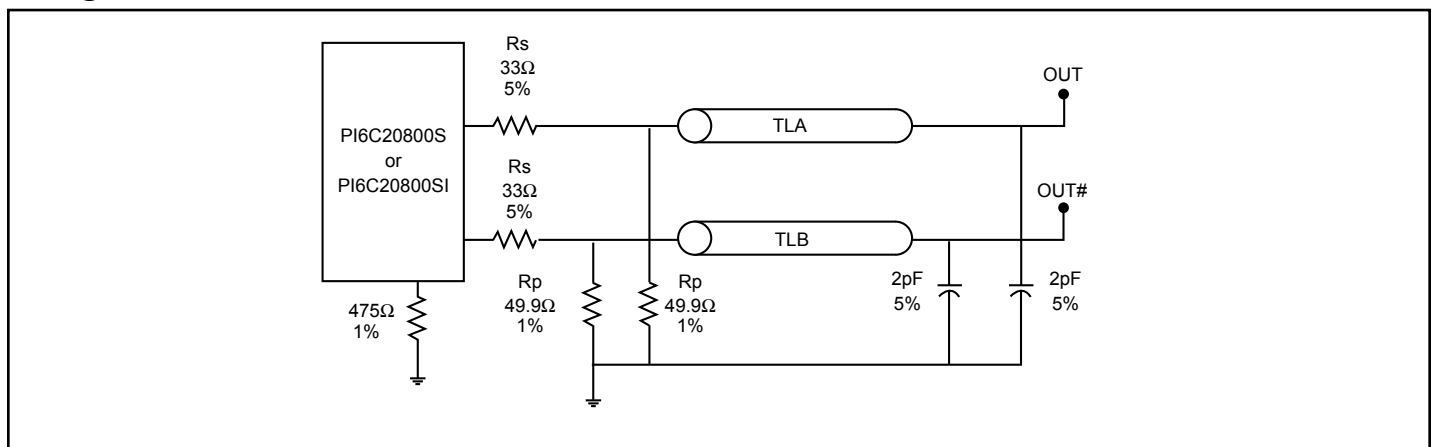 Rs
33Ω
5%
PI6C20800S
or
PI6C20800SI
TLA
OUT
Rs
33Ω
5%
TLB
OUT#
475Ω
1%
Rp
49.9Ω
1%
Rp
49.9Ω
1%
2pF
5%
2pF
5%